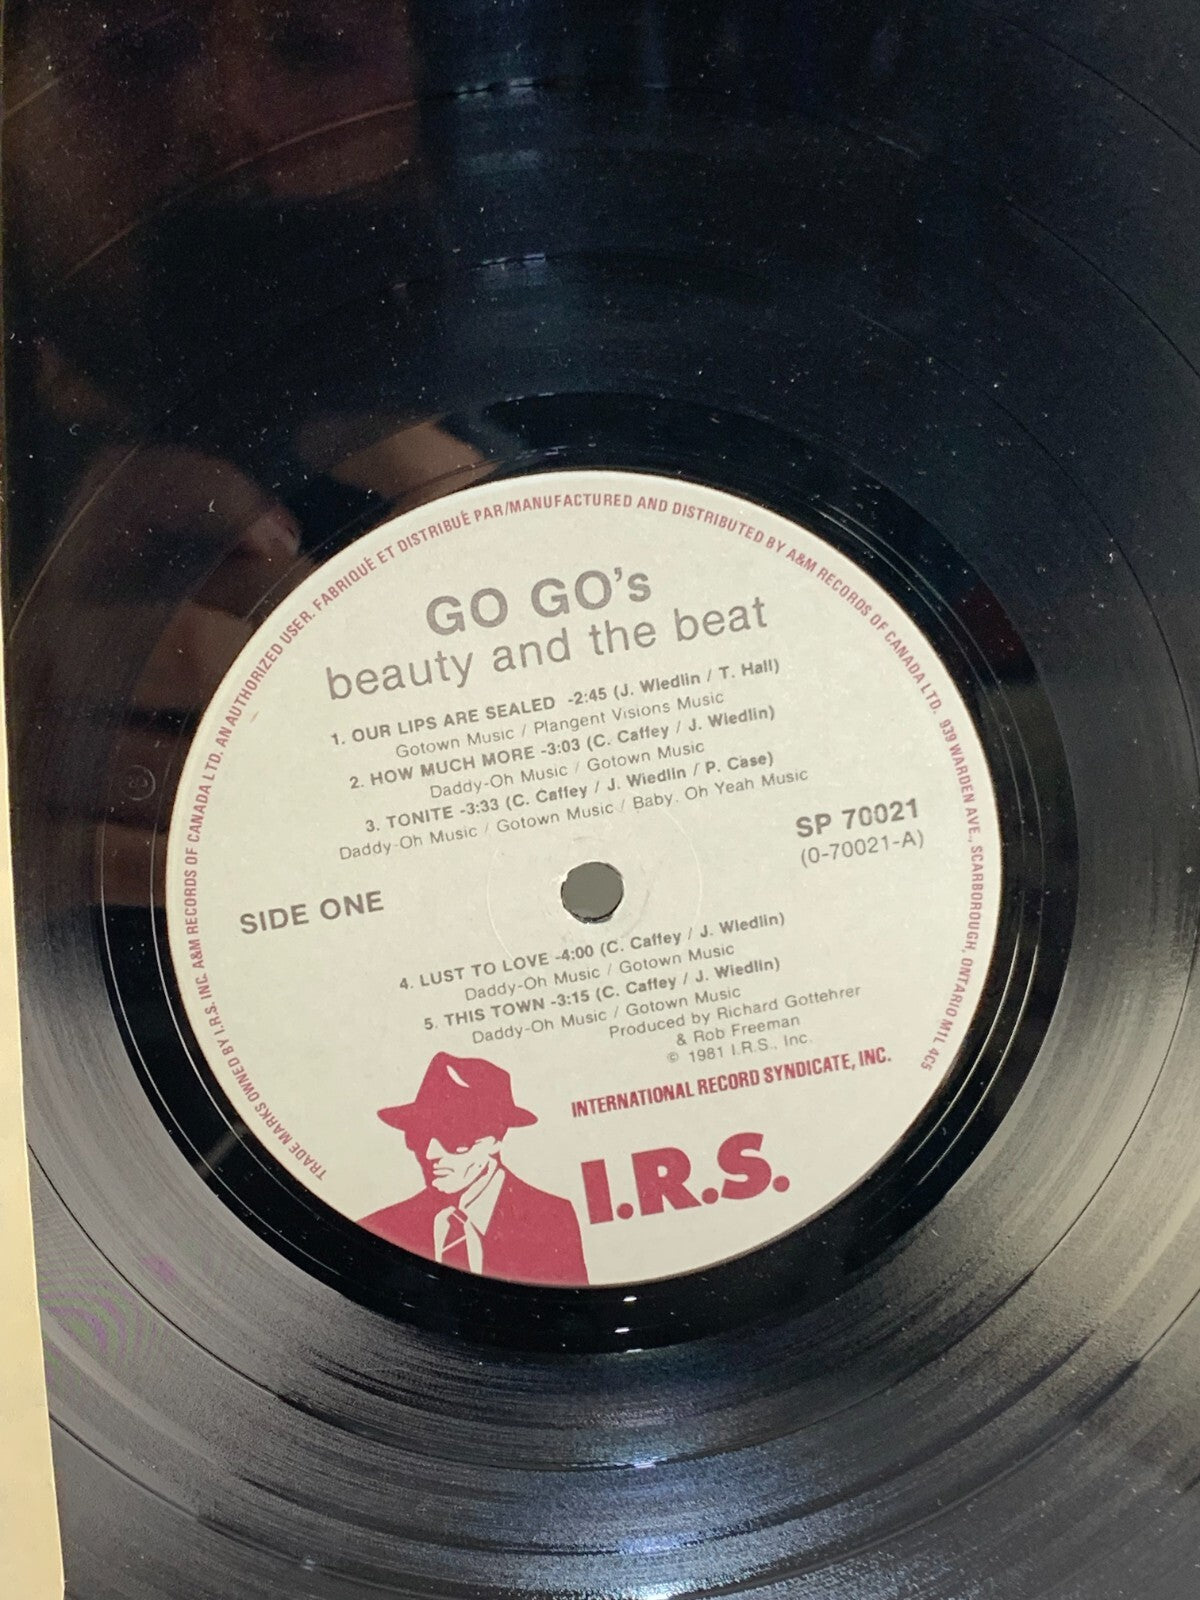 TRADE MARKS OWNED BY I.R.S. INC. A&M RECORDS OF CANADA LTD. AN AUTHORIZED USER. FABRIQUÉ ET DISTRIBUÉ PAR/MANUFACTURED AND DISTRIBUTED BY A&M RECORDS OF CANADA LTD. 939 WARDEN AVE., SCARBOROUGH, ONTARIO M1L 4C5
GO GO's
beauty and the beat
1. OUR LIPS ARE SEALED -2:45 (J. Wiedlin / T. Hall)
Gotown Music / Plangent Visions Music
2. HOW MUCH MORE -3:03 (C. Caffey / J. Wiedlin)
Daddy-Oh Music / Gotown Music
3. TONITE -3:33 (C. Caffey / J. Wiedlin / P. Case)
Daddy-Oh Music / Gotown Music / Baby, Oh Yeah Music
SP 70021
(0-70021-A)
SIDE ONE
4. LUST TO LOVE -4:00 (C. Caffey / J. Wiedlin)
Daddy-Oh Music / Gotown Music
5. THIS TOWN -3:15 (C. Caffey / J. Wiedlin)
Daddy-Oh Music / Gotown Music
Produced by Richard Gottehrer
& Rob Freeman
© 1981 I.R.S., Inc.
INTERNATIONAL RECORD SYNDICATE, INC.
I.R.S.